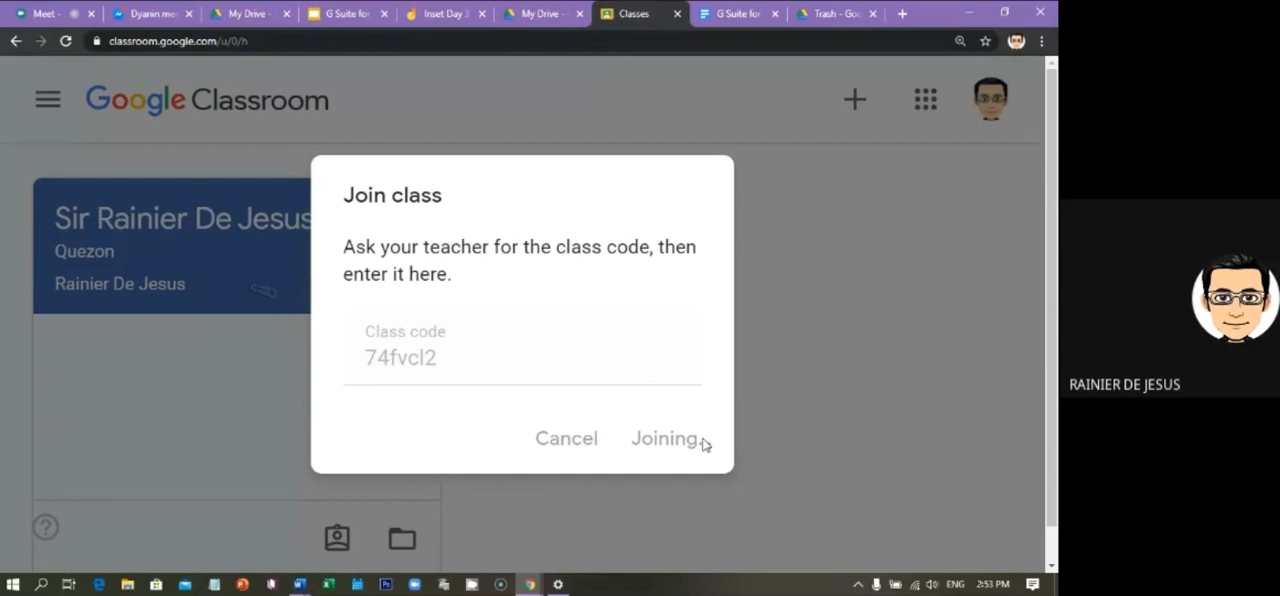 Meet -
Dyanin me
My Drive -
G Suite for
Inset Day 3
My Drive -
Classes
G Suite for
Trash - Goo
classroom.google.com/u/0/h
Google Classroom
Join class
Ask your teacher for the class code, then
enter it here.
Class code
74fvcl2
Cancel
Joining.
Sir Rainier De Jesus
Quezon
Rainier De Jesus
RAINIER DE JESUS
ENG
2:53 PM